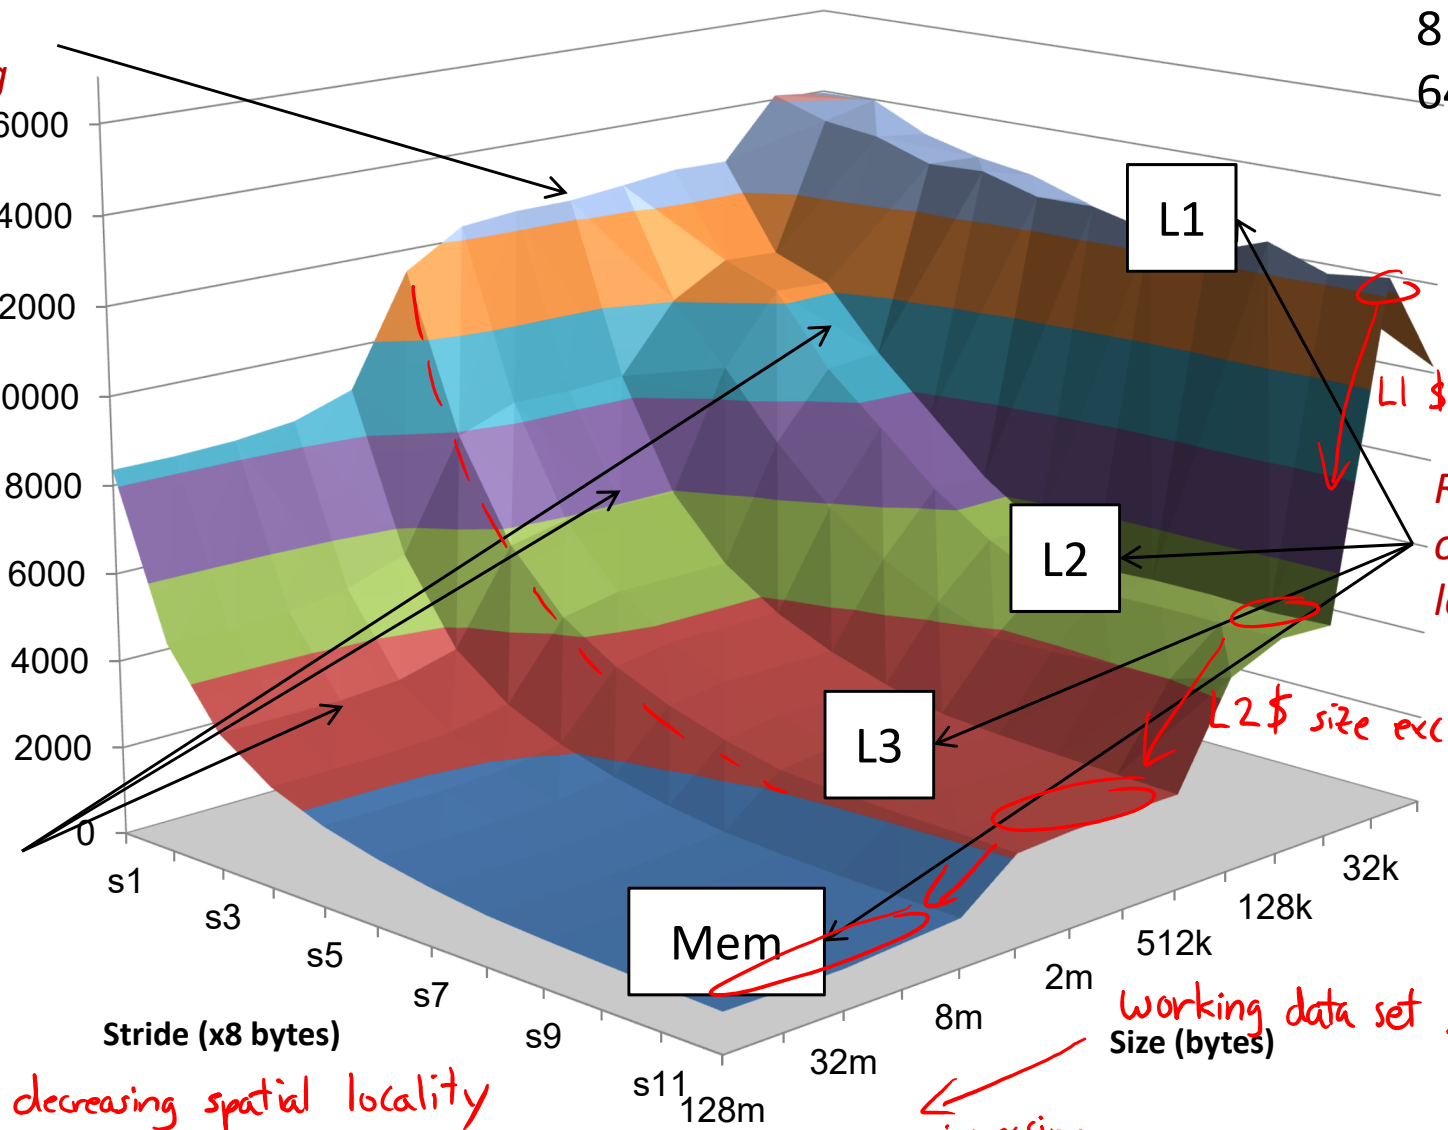 8
g
6000
4000
2000
0000
8000
6000
4000
2000
0
L1
L2
L3
Mem
L1 $
L2$ size exc
s1
s3
s5
s7
s9
s11
128m
32m
8m
2m
512k
128k
32k
Stride (x8 bytes)
Size (bytes)
working data set
decreasing spatial locality